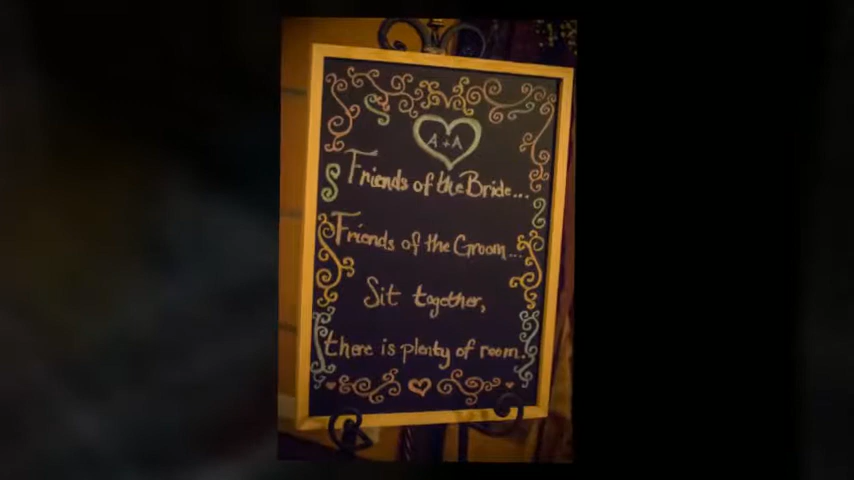 A + A
Friends of the Bride...
Friends of the Groom...
Sit together,
there is plenty of room.